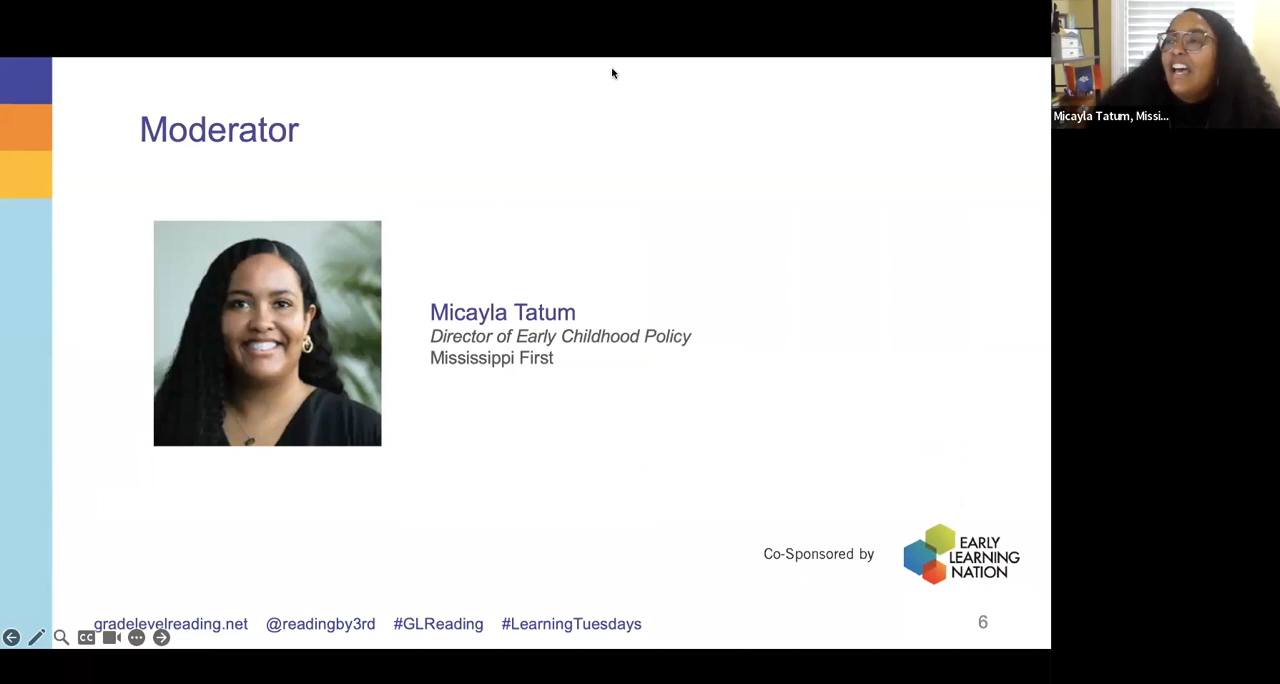 Moderator
Micayla Tatum
Director of Early Childhood Policy
Mississippi First
Co-Sponsored by
EARLY
LEARNING
NATION
gradelevelreading.net @readingby3rd #GLReading #LearningTuesdays
6
CC
Micayla Tatum, Missi...